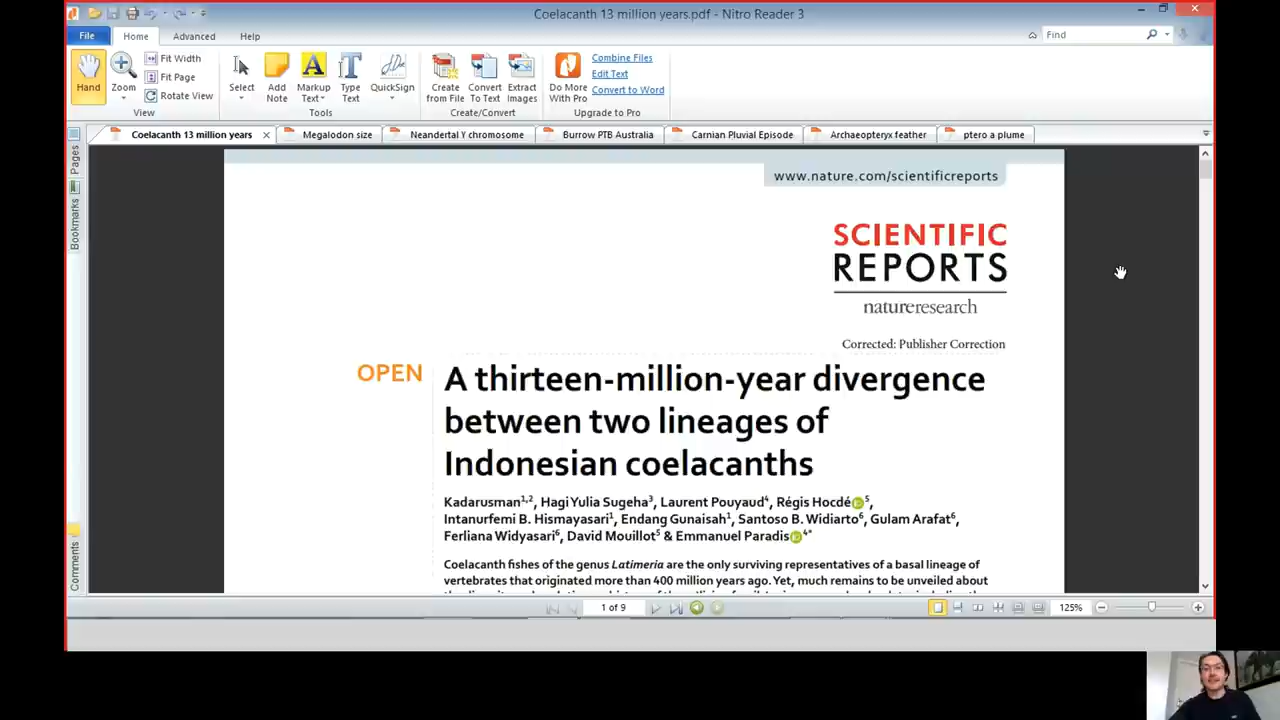 Coelacanth 13 million years.pdf - Nitro Reader 3
File Home Advanced Help Find
Hand Zoom Fit Width Fit Page Rotate View
View
Select Add Note Markup Text Type Text QuickSign
Tools
Create from File Convert To Text Extract Images
Create/Convert
Do More With Pro Combine Files Edit Text Convert to Word
Upgrade to Pro
Coelacanth 13 million years Megalodon size Neandertal Y chromosome Burrow PTB Australia Carnian Pluvial Episode Archaeopteryx feather ptero a plume
Pages
Bookmarks
Comments
www.nature.com/scientificreports
SCIENTIFIC
REPORTS
natureresearch
Corrected: Publisher Correction
OPEN
A thirteen-million-year divergence
between two lineages of
Indonesian coelacanths
Kadarusman1,2, Hagi Yulia Sugeha3, Laurent Pouyaud4, Régis Hocdé5,
Intanurfemi B. Hismayasari1, Endang Gunaisah1, Santoso B. Widiarto6, Gulam Arafat6,
Ferliana Widyasari6, David Mouillot5 & Emmanuel Paradis4*
Coelacanth fishes of the genus Latimeria are the only surviving representatives of a basal lineage of
vertebrates that originated more than 400 million years ago. Yet, much remains to be unveiled about
1 of 9 125%